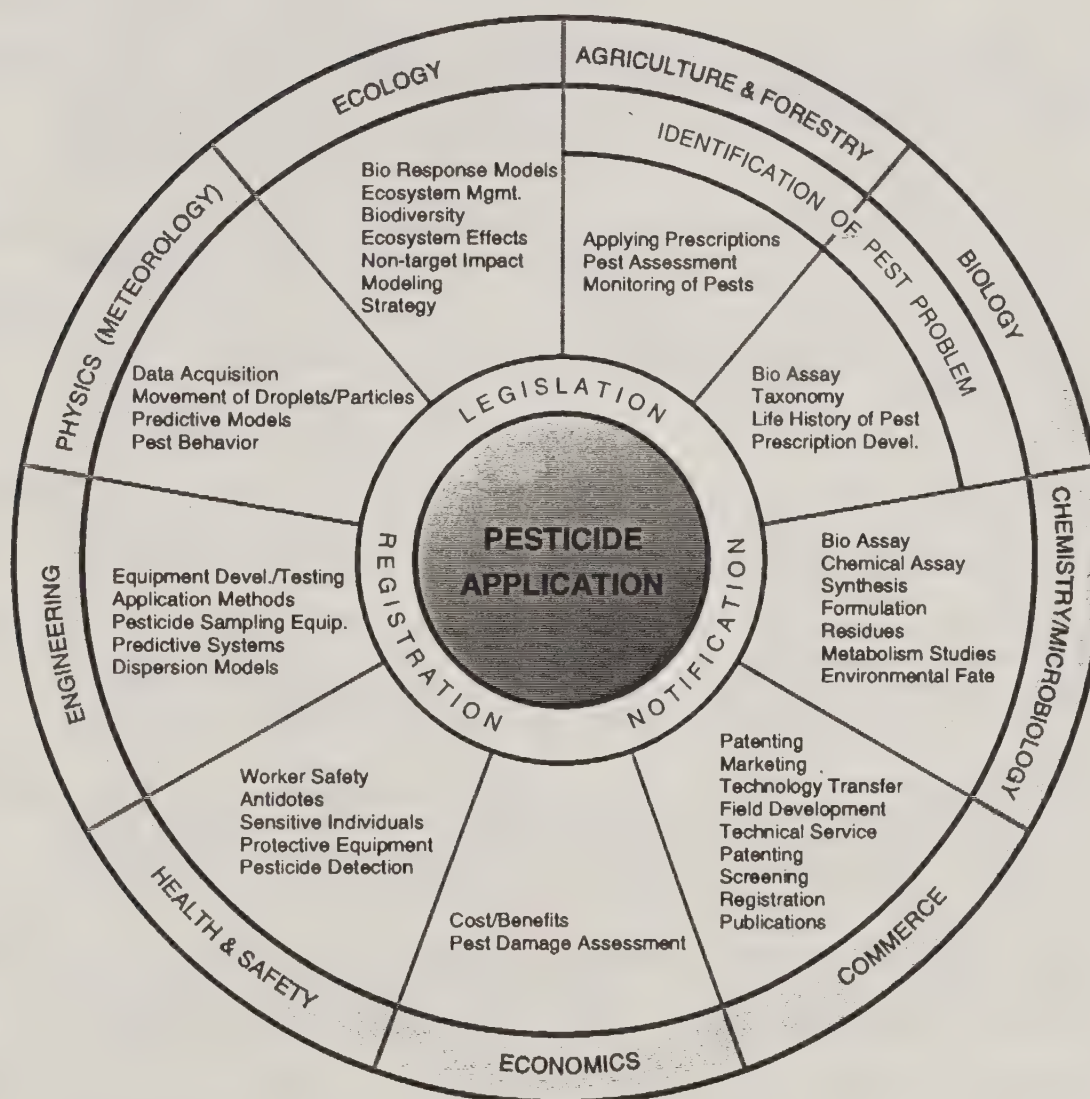 ECOLOGY
AGRICULTURE & FORESTRY
IDENTIFICATION OF PEST PROBLEM
BIOLOGY
CHEMISTRY/MICROBIOLOGY
COMMERCE
ECONOMICS
HEALTH & SAFETY
ENGINEERING
PHYSICS (METEOROLOGY)
Bio Response Models
Ecosystem Mgmt.
Biodiversity
Ecosystem Effects
Non-target Impact
Modeling
Strategy
Applying Prescriptions
Pest Assessment
Monitoring of Pests
Bio Assay
Taxonomy
Life History of Pest
Prescription Devel.
Bio Assay
Chemical Assay
Synthesis
Formulation
Residues
Metabolism Studies
Environmental Fate
Patenting
Marketing
Technology Transfer
Field Development
Technical Service
Patenting
Screening
Registration
Publications
Cost/Benefits
Pest Damage Assessment
Worker Safety
Antidotes
Sensitive Individuals
Protective Equipment
Pesticide Detection
Equipment Devel./Testing
Application Methods
Pesticide Sampling Equip.
Predictive Systems
Dispersion Models
Data Acquisition
Movement of Droplets/Particles
Predictive Models
Pest Behavior
LEGISLATION
NOTIFICATION
REGISTRATION
PESTICIDE
APPLICATION